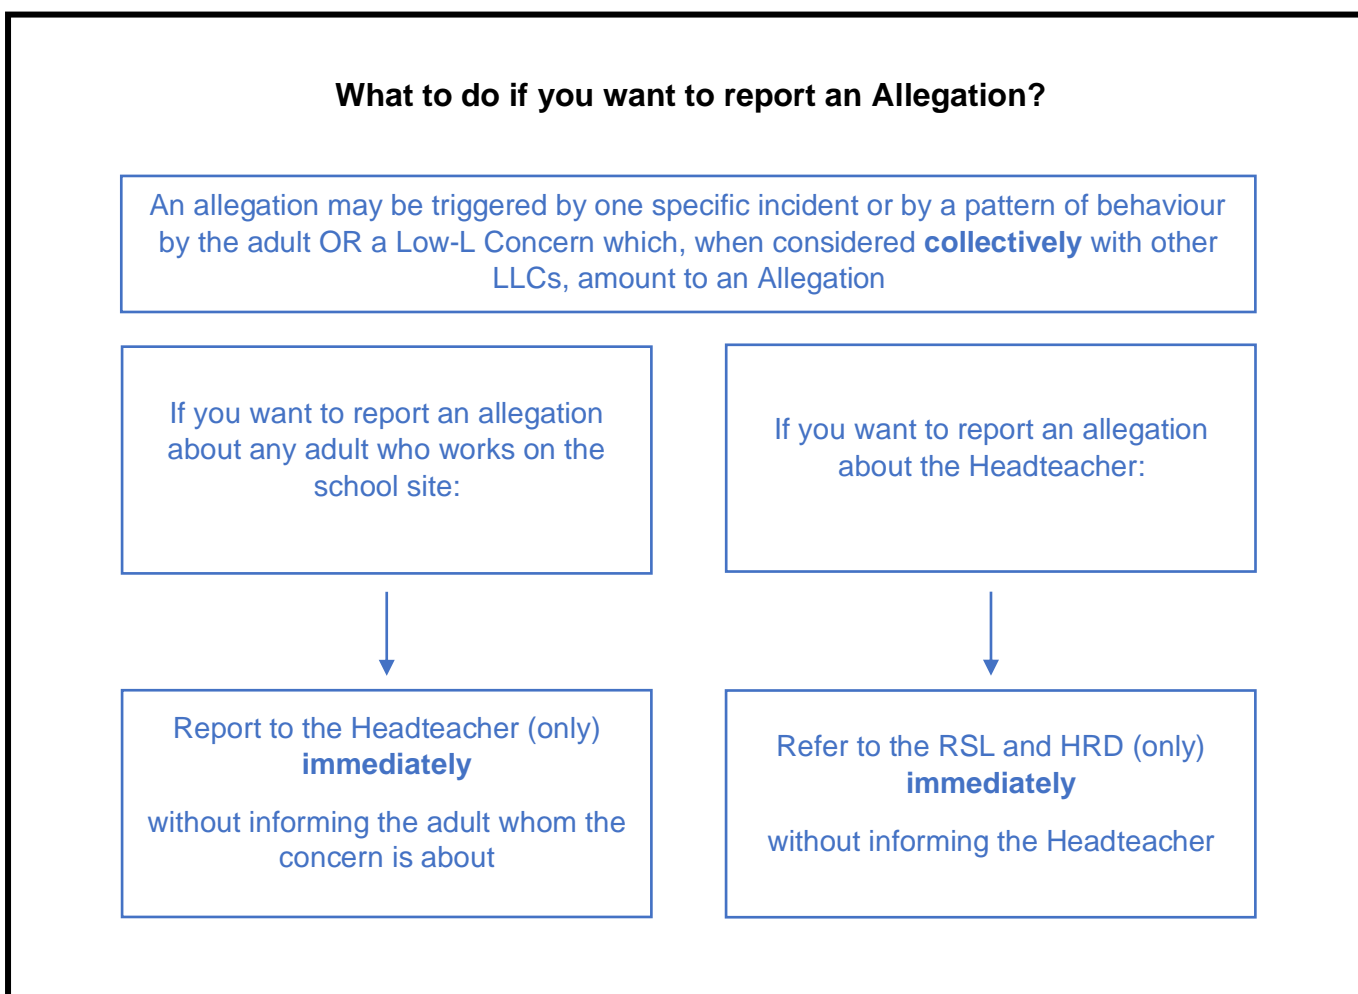 What to do if you want to report an Allegation?
An allegation may be triggered by one specific incident or by a pattern of behaviour
by the adult OR a Low-L Concern which, when considered collectively with other
LLCs, amount to an Allegation
If you want to report an allegation
about any adult who works on the
school site:
If you want to report an allegation
about the Headteacher:
Report to the Headteacher (only)
immediately
without informing the adult whom the
concern is about
Refer to the RSL and HRD (only)
immediately
without informing the Headteacher